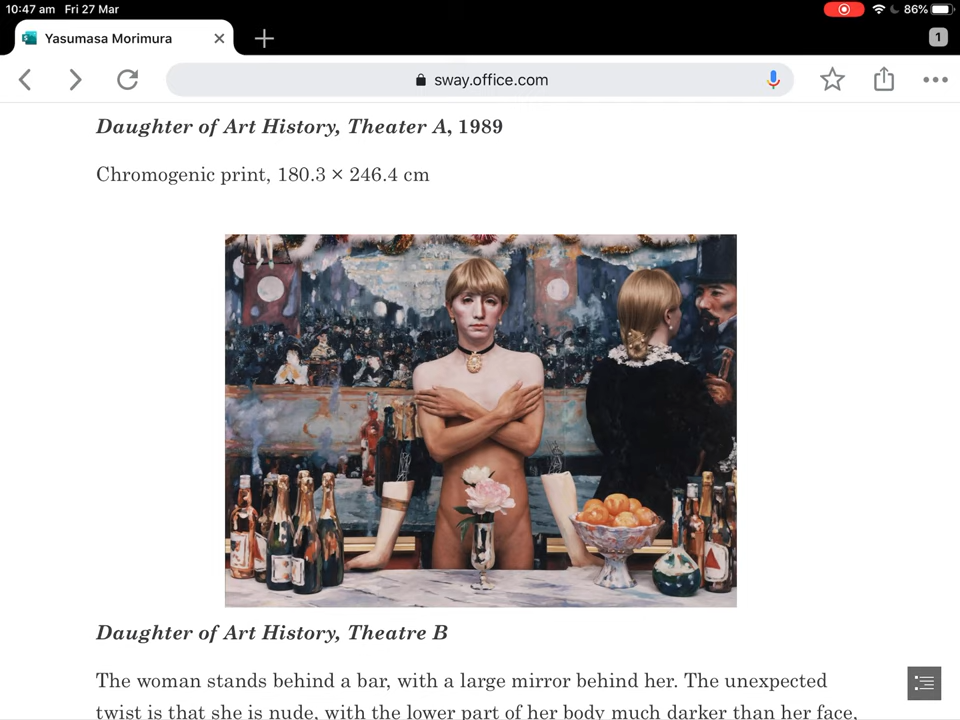 10:47 am Fri 27 Mar
86%
Yasumasa Morimura
1
sway.office.com
Daughter of Art History, Theater A, 1989
Chromogenic print, 180.3 × 246.4 cm
Daughter of Art History, Theatre B
The woman stands behind a bar, with a large mirror behind her. The unexpected
twist is that she is nude, with the lower part of her body much darker than her face,